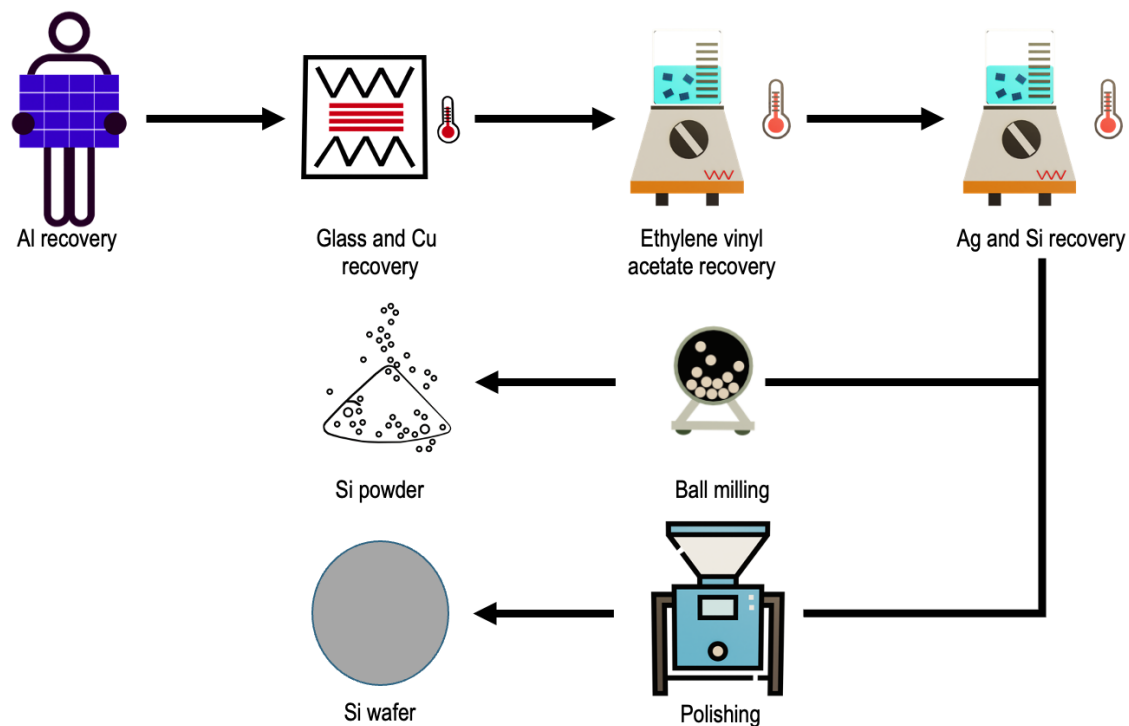 Al recovery
Glass and Cu
recovery
Ethylene vinyl
acetate recovery
Ag and Si recovery
Si powder
Ball milling
Si wafer
Polishing